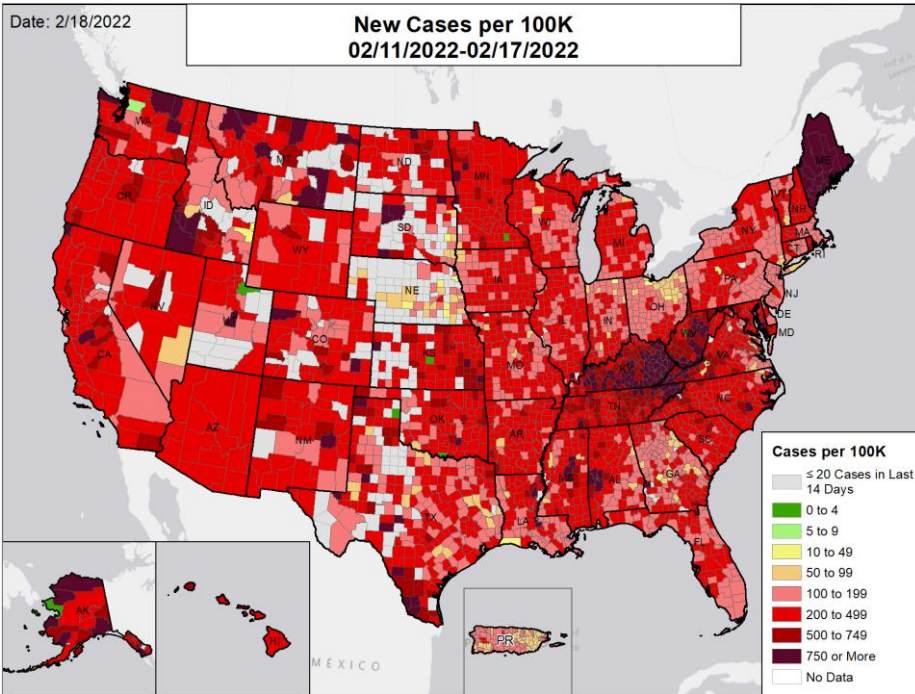 Date: 2/18/2022
New Cases per 100K
02/11/2022-02/17/2022
WA
MT
ND
MN
ME
OR
ID
SD
WI
MI
VT
NH
NY
MA
CT
RI
WY
IA
NE
PA
NJ
NV
UT
CO
IL
IN
OH
DE
MD
WV
CA
KS
MO
KY
VA
AZ
NM
OK
AR
TN
NC
SC
TX
LA
MS
AL
GA
FL
AK
HI
MÉXICO
PR
Cases per 100K
≤ 20 Cases in Last
14 Days
0 to 4
5 to 9
10 to 49
50 to 99
100 to 199
200 to 499
500 to 749
750 or More
No Data